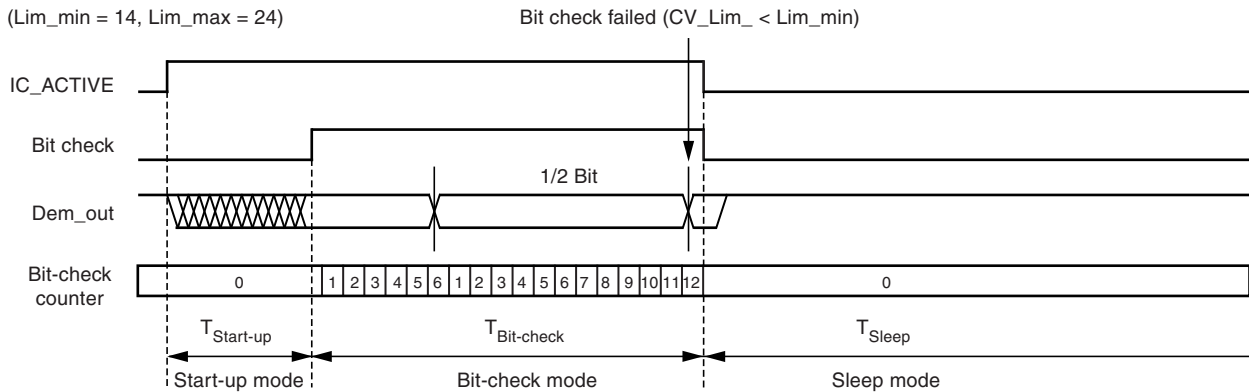 (Lim_min = 14, Lim_max = 24)
Bit check failed (CV_Lim_ < Lim_min)
IC_ACTIVE
Bit check
1/2 Bit
Dem_out
Bit-check
counter
0 1 2 3 4 5 6 1 2 3 4 5 6 7 8 9 10 11 12 0
TStart-up TBit-check TSleep
Start-up mode Bit-check mode Sleep mode